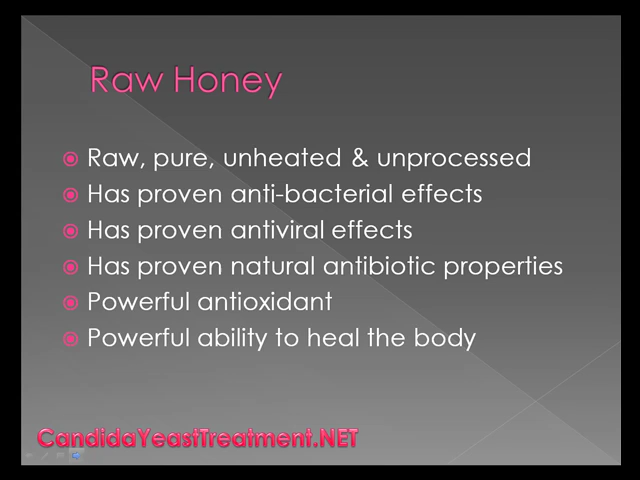 Raw Honey
Raw, pure, unheated & unprocessed
Has proven anti-bacterial effects
Has proven antiviral effects
Has proven natural antibiotic properties
Powerful antioxidant
Powerful ability to heal the body
CandidaYeastTreatment.NET